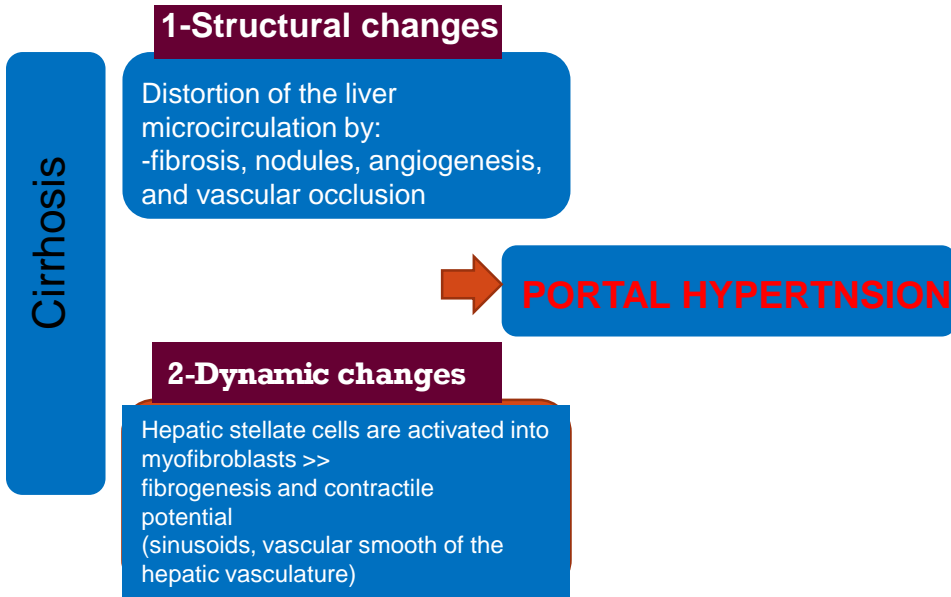 1-Structural changes
Distortion of the liver
microcirculation by:
-fibrosis, nodules, angiogenesis,
and vascular occlusion
Cirrhosis
PORTAL HYPERTNSION
2-Dynamic changes
Hepatic stellate cells are activated into
myofibroblasts >>
fibrogenesis and contractile
potential
(sinusoids, vascular smooth of the
hepatic vasculature)